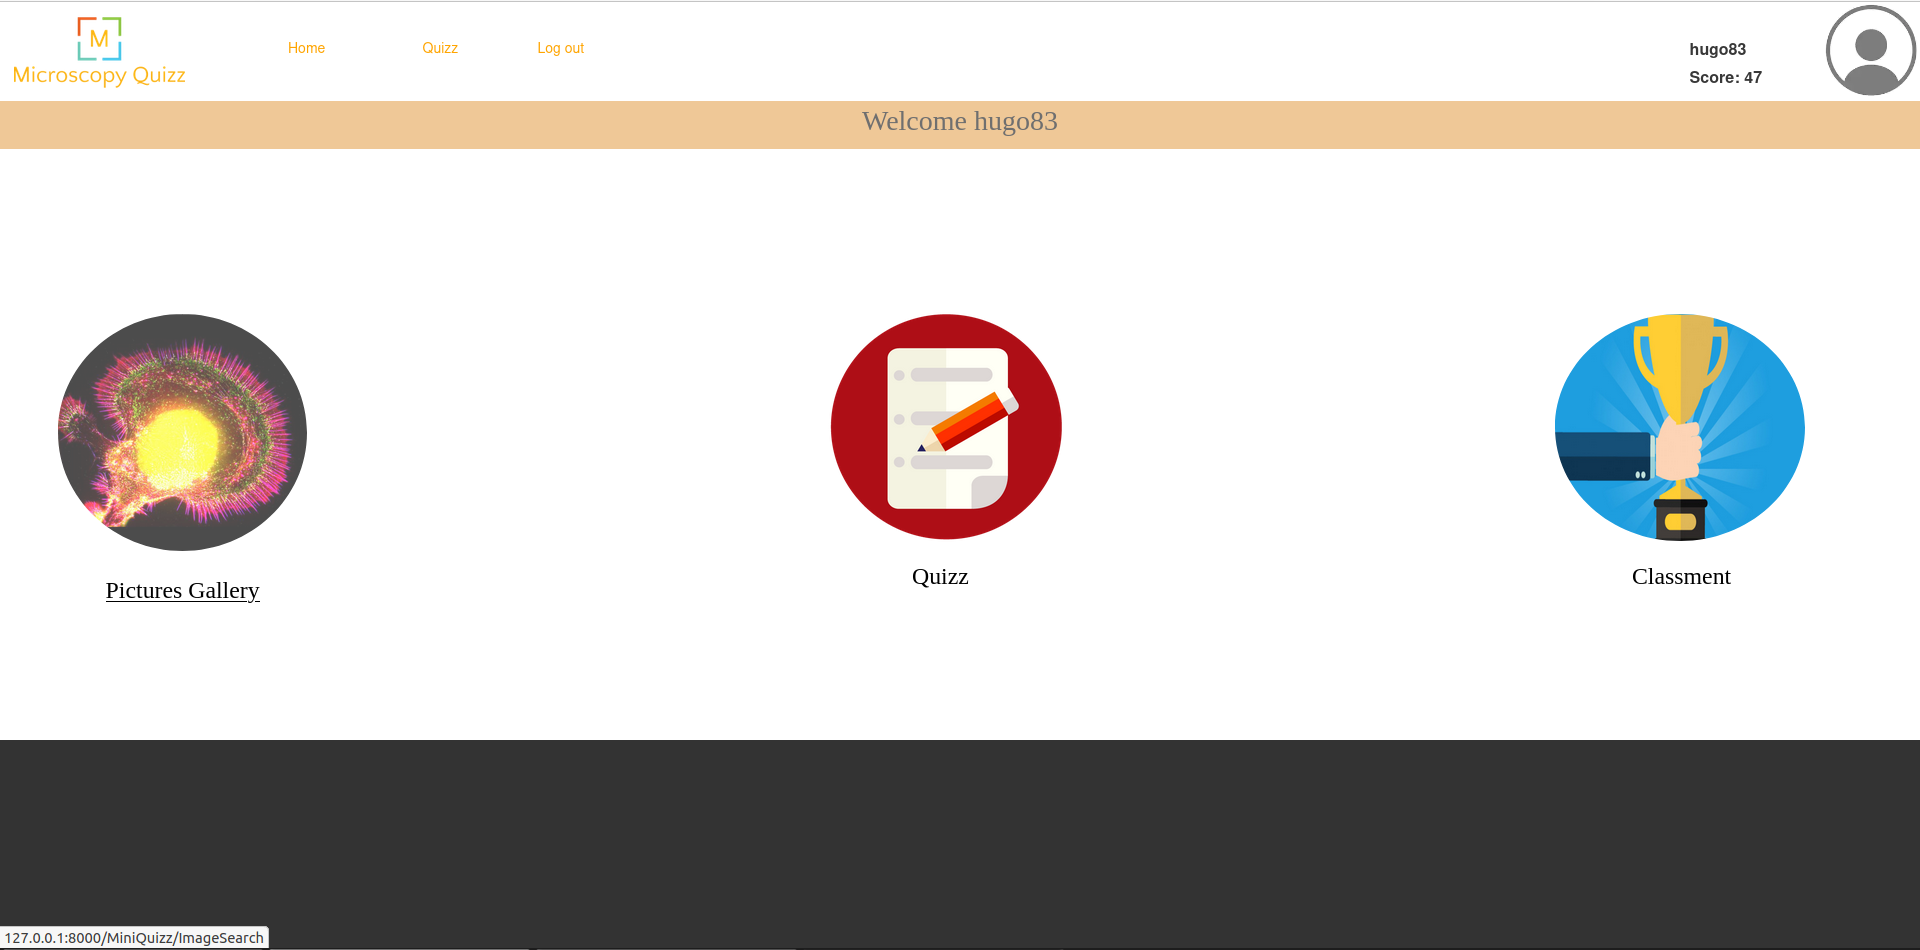 M
Microscopy Quizz
Home
Quizz
Log out
hugo83
Score: 47
Welcome hugo83
Pictures Gallery
Quizz
Classment
127.0.0.1:8000/MiniQuizz/ImageSearch